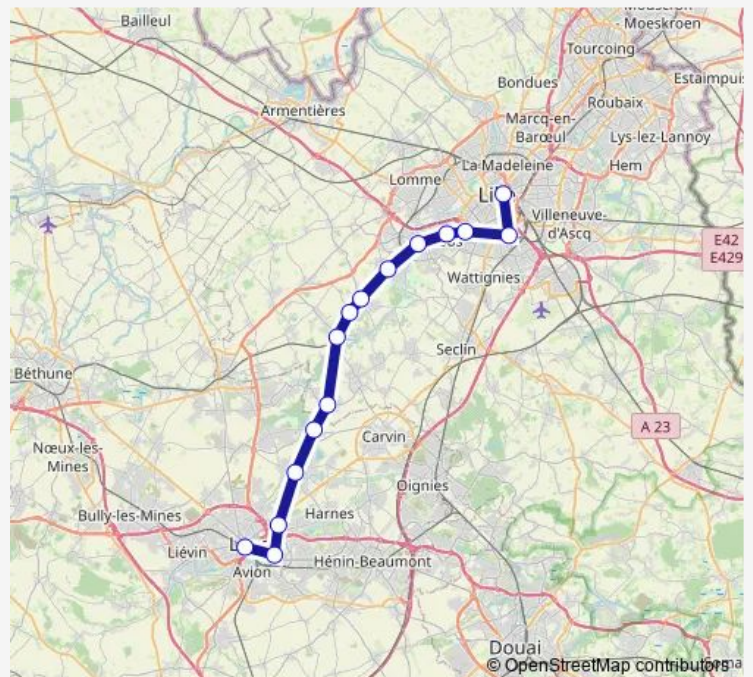 Bailleul
Mouscron
- Moeskroen
Tourcoing
Estaimpuis
Bondues
Armentières
Roubaix
Marcq-en-
Barœul
Lys-lez-Lannoy
La Madeleine
Hem
Lomme
Villeneuve-
d'Ascq
E42
E429
Wattignies
Seclin
Béthune
A 23
Carvin
Nœux-les-
Mines
Oignies
Bully-les-Mines
Harnes
Liévin
Hénin-Beaumont
Avion
Douai
© OpenStreetMap contributors